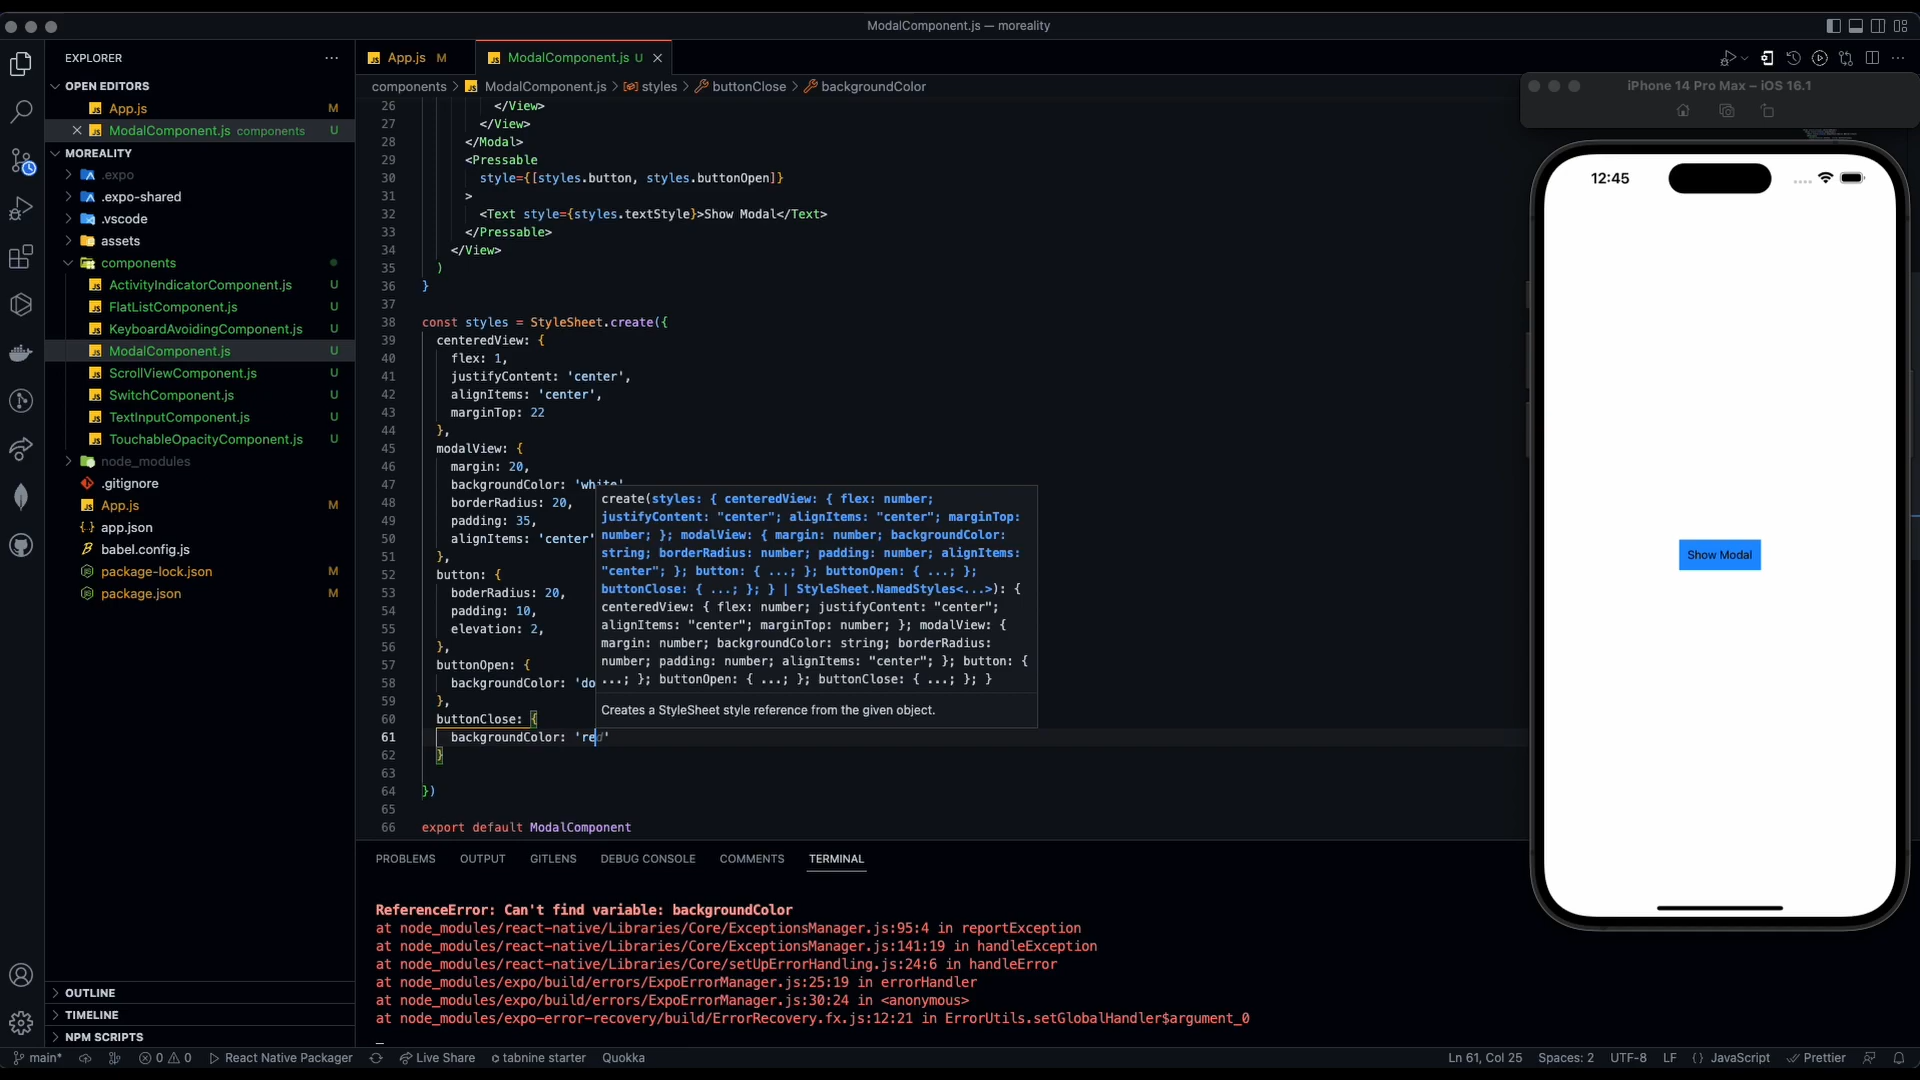 ModalComponent.js — moreality
EXPLORER
OPEN EDITORS
App.js M
ModalComponent.js components U
MOREALITY
.expo
.expo-shared
.vscode
assets
components
ActivityIndicatorComponent.js U
FlatListComponent.js U
KeyboardAvoidingComponent.js U
ModalComponent.js U
ScrollViewComponent.js U
SwitchComponent.js U
TextInputComponent.js U
TouchableOpacityComponent.js U
node_modules
.gitignore
App.js M
app.json
babel.config.js
package-lock.json M
package.json M
OUTLINE
TIMELINE
NPM SCRIPTS
App.js M
ModalComponent.js U
components > ModalComponent.js > styles > buttonClose > backgroundColor
26 </View>
27 </View>
28 </Modal>
29 <Pressable
30 style={[styles.button, styles.buttonOpen]}
31 >
32 <Text style={styles.textStyle}>Show Modal</Text>
33 </Pressable>
34 </View>
35 )
36 }
37
38 const styles = StyleSheet.create({
39 centeredView: {
40 flex: 1,
41 justifyContent: 'center',
42 alignItems: 'center',
43 marginTop: 22
44 },
45 modalView: {
46 margin: 20,
47 backgroundColor: 'white',
48 borderRadius: 20,
49 padding: 35,
50 alignItems: 'center'
51 },
52 button: {
53 boderRadius: 20,
54 padding: 10,
55 elevation: 2,
56 },
57 buttonOpen: {
58 backgroundColor: 'do
59 },
60 buttonClose: {
61 backgroundColor: 'red'
62 }
63
64 })
65
66 export default ModalComponent
create(styles: { centeredView: { flex: number;
justifyContent: "center"; alignItems: "center"; marginTop:
number; }; modalView: { margin: number; backgroundColor:
string; borderRadius: number; padding: number; alignItems:
"center"; }; button: { ...; }; buttonOpen: { ...; };
buttonClose: { ...; }; } | StyleSheet.NamedStyles<...>): {
centeredView: { flex: number; justifyContent: "center";
alignItems: "center"; marginTop: number; }; modalView: {
margin: number; backgroundColor: string; borderRadius:
number; padding: number; alignItems: "center"; }; button: {
...; }; buttonOpen: { ...; }; buttonClose: { ...; }; }
Creates a StyleSheet style reference from the given object.
PROBLEMS OUTPUT GITLENS DEBUG CONSOLE COMMENTS TERMINAL
ReferenceError: Can't find variable: backgroundColor
at node_modules/react-native/Libraries/Core/ExceptionsManager.js:95:4 in reportException
at node_modules/react-native/Libraries/Core/ExceptionsManager.js:141:19 in handleException
at node_modules/react-native/Libraries/Core/setUpErrorHandling.js:24:6 in handleError
at node_modules/expo/build/errors/ExpoErrorManager.js:25:19 in errorHandler
at node_modules/expo/build/errors/ExpoErrorManager.js:30:24 in <anonymous>
at node_modules/expo-error-recovery/build/ErrorRecovery.fx.js:12:21 in ErrorUtils.setGlobalHandler$argument_0
iPhone 14 Pro Max – iOS 16.1
12:45
Show Modal
main* 0 0 React Native Packager Live Share tabnine starter Quokka Ln 61, Col 25 Spaces: 2 UTF-8 LF {} JavaScript Prettier